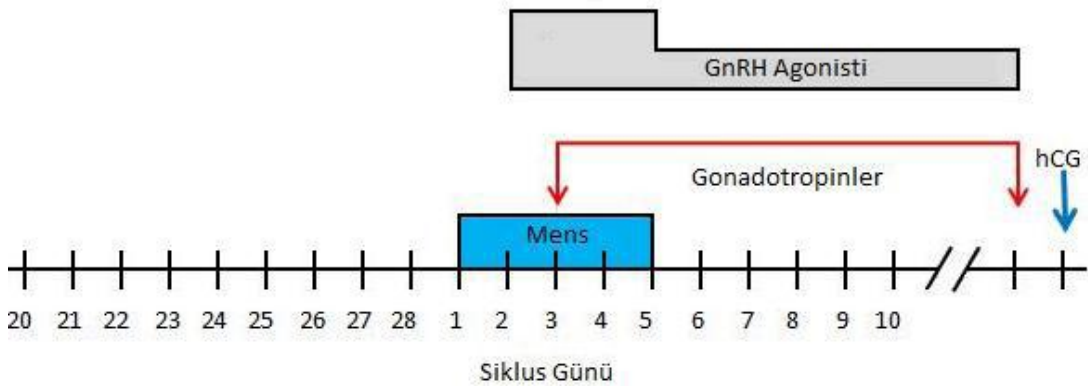 GnRH Agonisti
hCG
Gonadotropinler
Mens
20 21 22 23 24 25 26 27 28 1 2 3 4 5 6 7 8 9 10
Siklus Günü